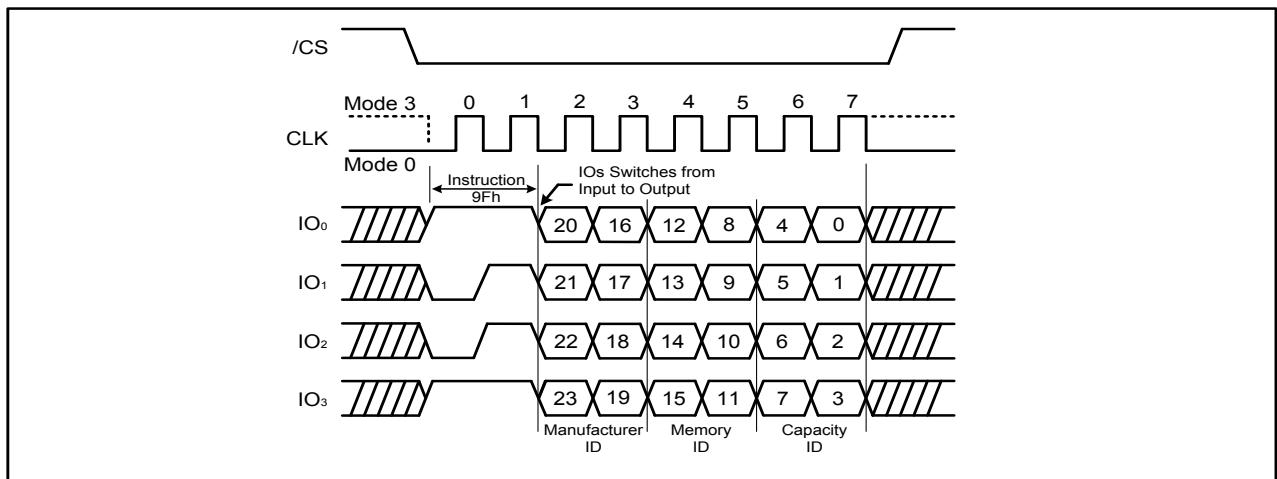 /CS
Mode 3 0 1 2 3 4 5 6 7
CLK
Mode 0
Instruction
9Fh
IOs Switches from
Input to Output
IO₀ 20 16 12 8 4 0
IO₁ 21 17 13 9 5 1
IO₂ 22 18 14 10 6 2
IO₃ 23 19 15 11 7 3
Manufacturer ID
Memory ID
Capacity ID